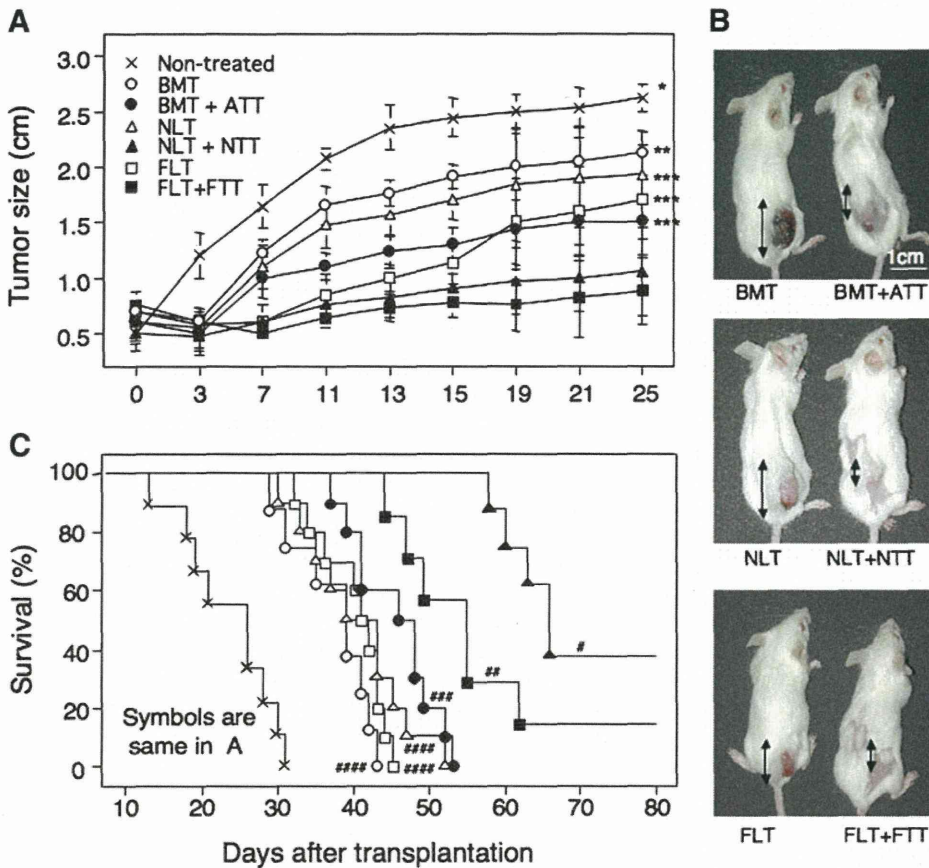 A
B
Tumor size (cm)
3.0
2.5
2.0
1.5
1.0
0.5
Non-treated
BMT
BMT + ATT
NLT
NLT + NTT
FLT
FLT+FTT
*
**
***
***
***
0 3 7 11 13 15 19 21 25
1cm
BMT BMT+ATT
NLT NLT+NTT
FLT FLT+FTT
C
Survival (%)
100
80
60
40
20
0
Symbols are
same in A
#
##
###
####
####
####
10 20 30 40 50 60 70 80
Days after transplantation